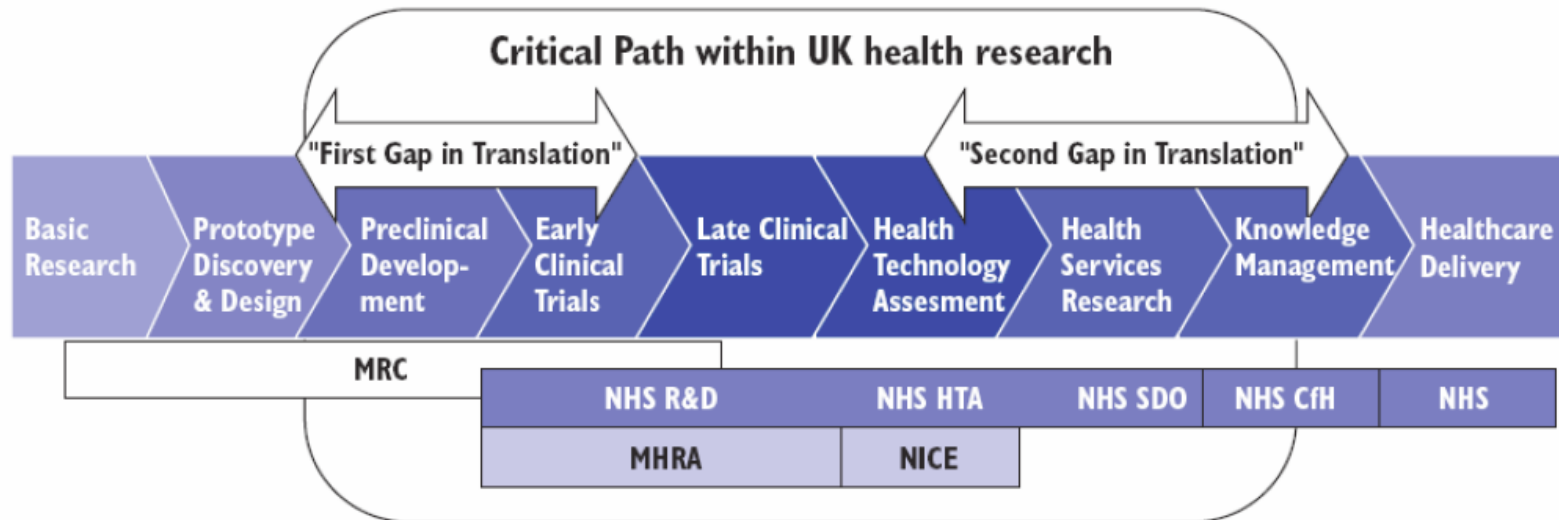 Critical Path within UK health research
"First Gap in Translation"
"Second Gap in Translation"
Basic
Research
Prototype
Discovery
& Design
Preclinical
Develop-
ment
Early
Clinical
Trials
Late Clinical
Trials
Health
Technology
Assesment
Health
Services
Research
Knowledge
Management
Healthcare
Delivery
MRC
NHS R&D
NHS HTA
NHS SDO
NHS CfH
NHS
MHRA
NICE